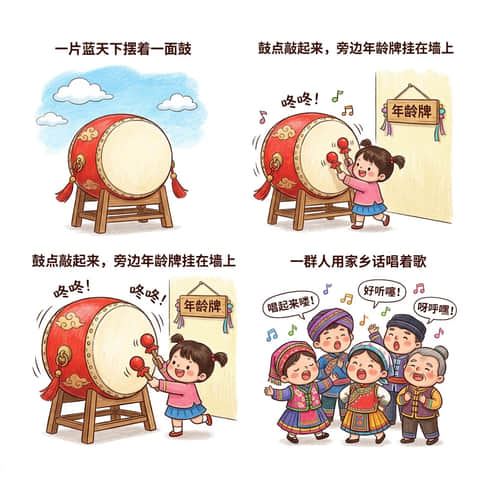 一片蓝天下摆着一面鼓
鼓点敲起来，旁边年龄牌挂在墙上
咚咚！
年龄牌
鼓点敲起来，旁边年龄牌挂在墙上
咚咚！
咚咚！
年龄牌
一群人用家乡话唱着歌
唱起来喽！
好听噻！
呀呼嘿！